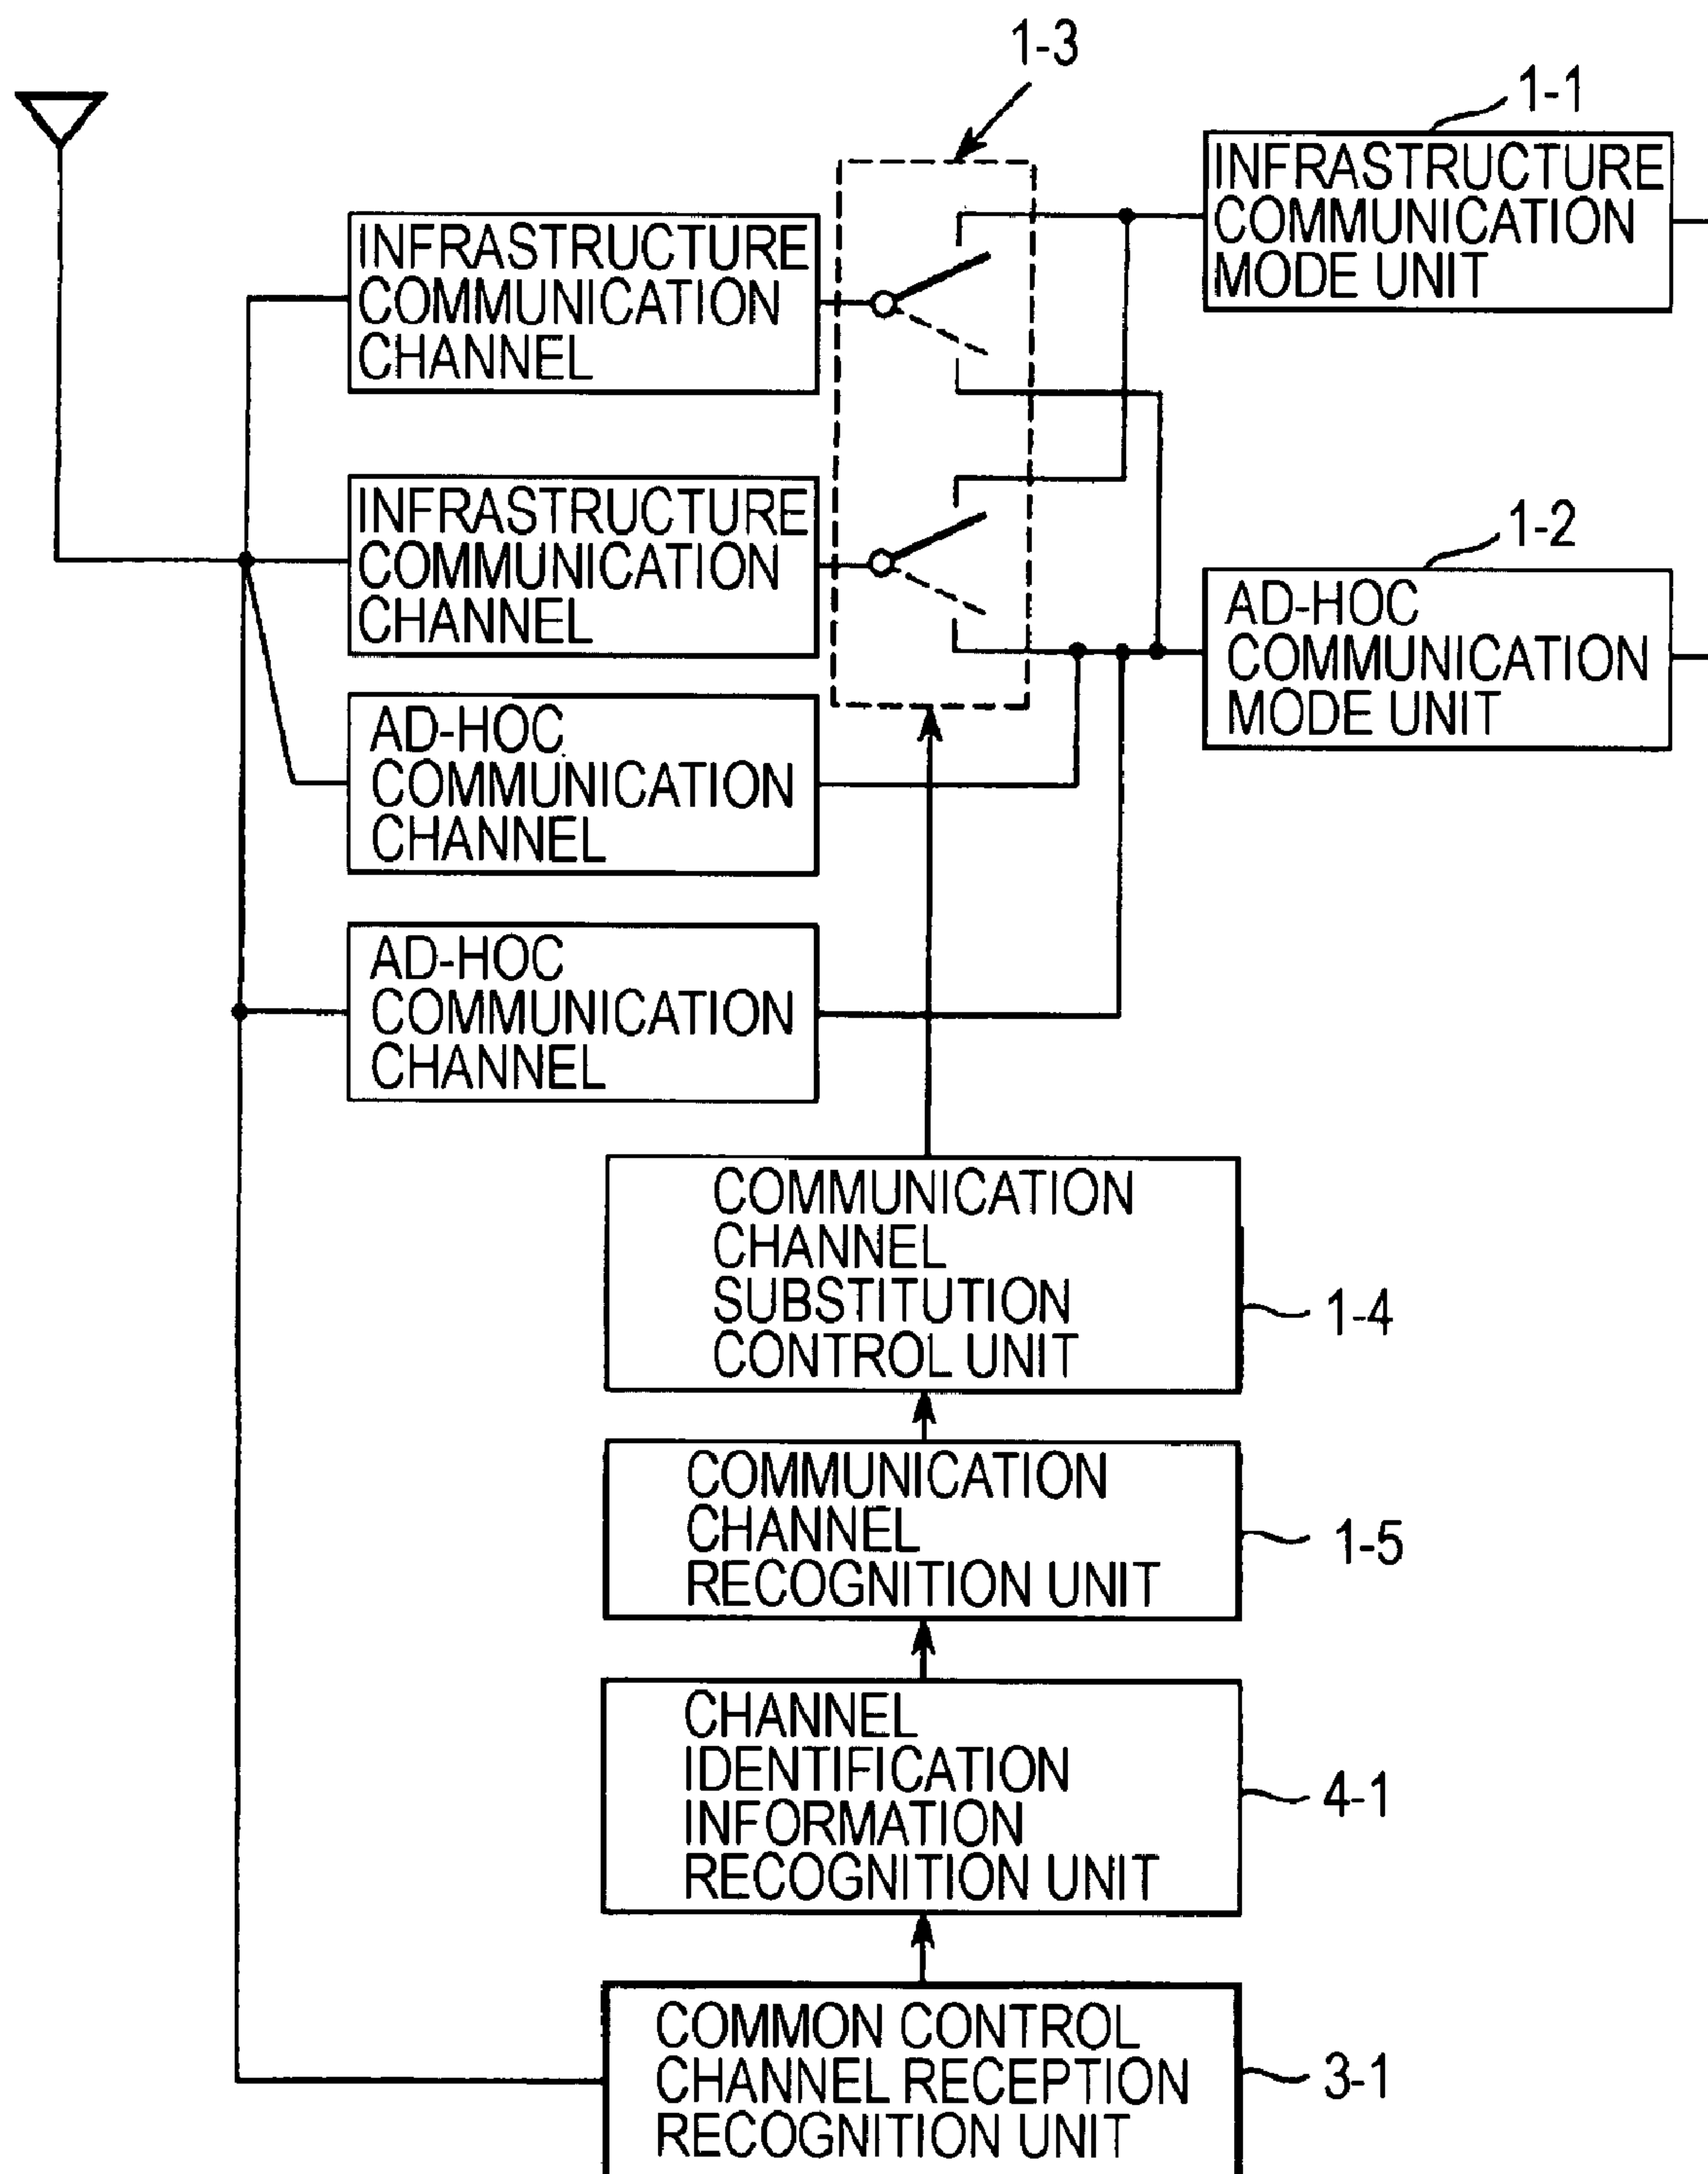 1-3
1-1
INFRASTRUCTURE
COMMUNICATION
MODE UNIT
INFRASTRUCTURE
COMMUNICATION
CHANNEL
INFRASTRUCTURE
COMMUNICATION
CHANNEL
1-2
AD-HOC
COMMUNICATION
MODE UNIT
AD-HOC
COMMUNICATION
CHANNEL
AD-HOC
COMMUNICATION
CHANNEL
COMMUNICATION
CHANNEL
SUBSTITUTION
CONTROL UNIT
1-4
COMMUNICATION
CHANNEL
RECOGNITION UNIT
1-5
CHANNEL
IDENTIFICATION
INFORMATION
RECOGNITION UNIT
4-1
COMMON CONTROL
CHANNEL RECEPTION
RECOGNITION UNIT
3-1